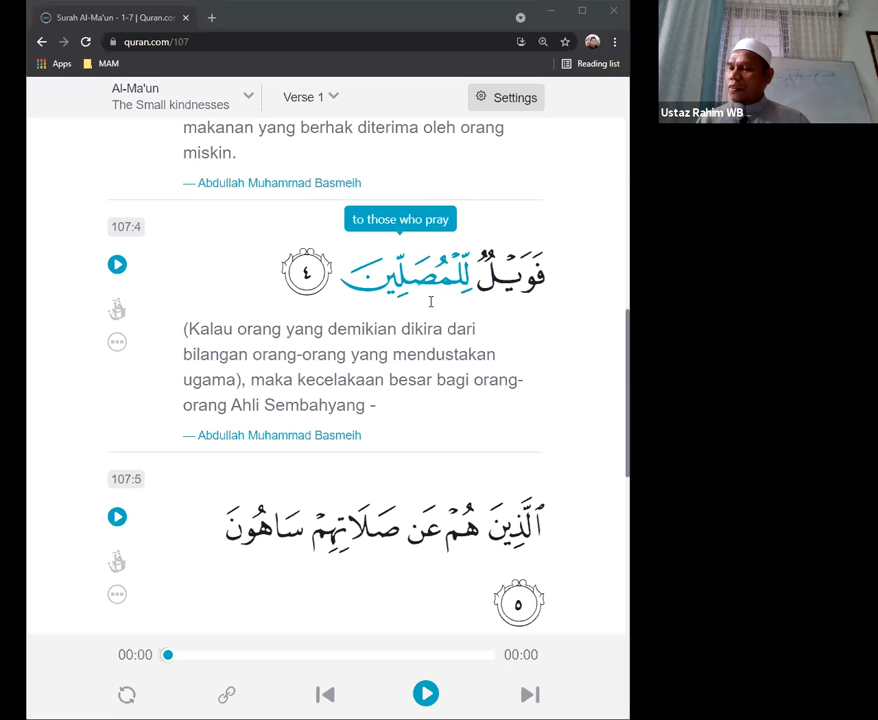 Surah Al-Ma'un - 1-7 | Quran.co
quran.com/107
Apps
MAM
Reading list
Al-Ma'un
The Small kindnesses
Verse 1
Settings
Ustaz Rahim WB
makanan yang berhak diterima oleh orang
miskin.
— Abdullah Muhammad Basmeih
107:4
to those who pray
فَوَيْلٌ لِّلْمُصَلِّينَ ٤
(Kalau orang yang demikian dikira dari
bilangan orang-orang yang mendustakan
ugama), maka kecelakaan besar bagi orang-
orang Ahli Sembahyang -
— Abdullah Muhammad Basmeih
107:5
ٱلَّذِينَ هُمْ عَن صَلَاتِهِمْ سَاهُونَ
٥
00:00
00:00